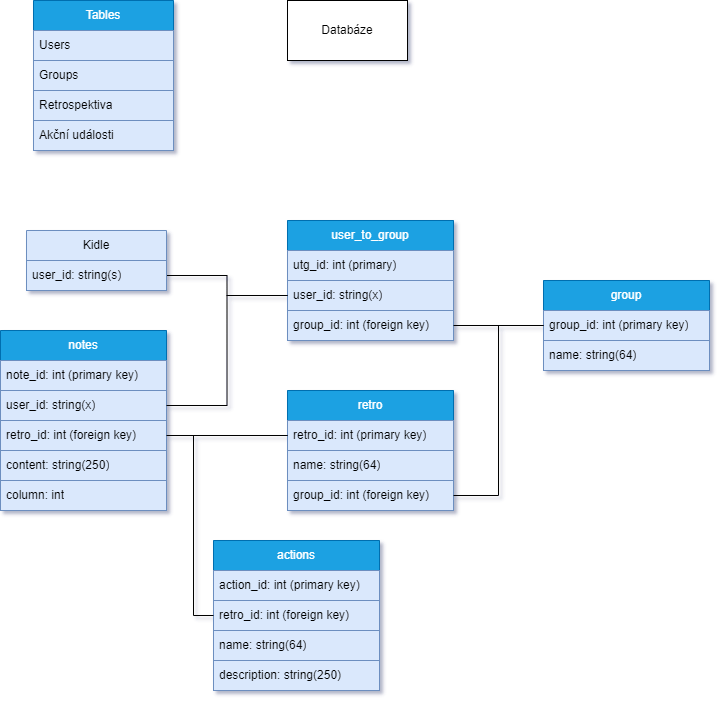 Tables
Users
Groups
Retrospektiva
Akční události
Databáze
Kidle
user_id: string(s)
user_to_group
utg_id: int (primary)
user_id: string(x)
group_id: int (foreign key)
group
group_id: int (primary key)
name: string(64)
notes
note_id: int (primary key)
user_id: string(x)
retro_id: int (foreign key)
content: string(250)
column: int
retro
retro_id: int (primary key)
name: string(64)
group_id: int (foreign key)
actions
action_id: int (primary key)
retro_id: int (foreign key)
name: string(64)
description: string(250)